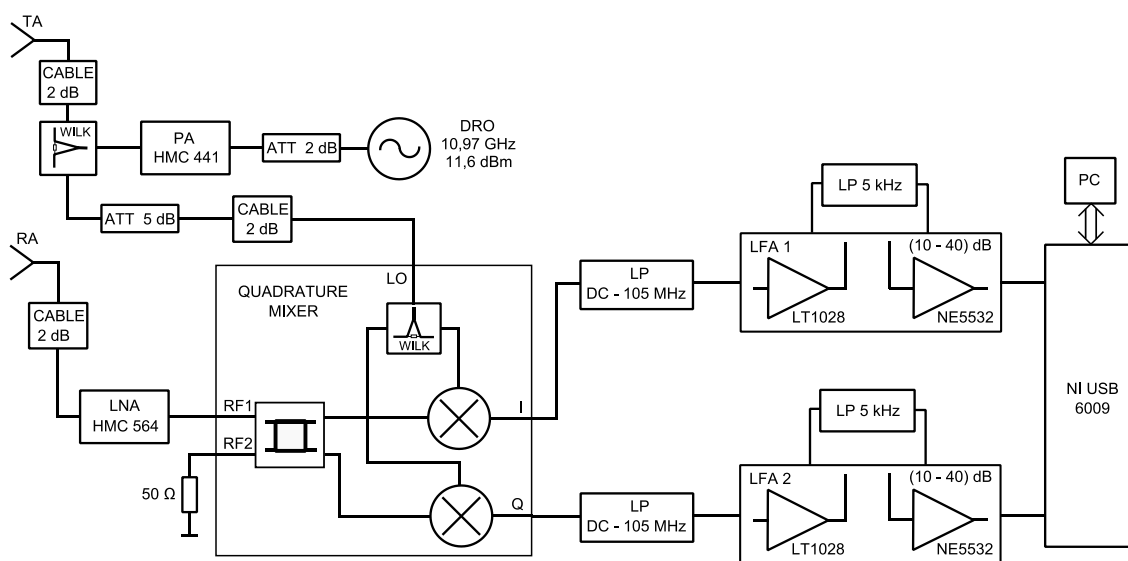 TA
CABLE
2 dB
WILK
PA
HMC 441
ATT 2 dB
DRO
10,97 GHz
11,6 dBm
ATT 5 dB
CABLE
2 dB
RA
CABLE
2 dB
LNA
HMC 564
QUADRATURE
MIXER
LO
WILK
RF1
RF2
50 Ω
I
Q
LP
DC - 105 MHz
LP
DC - 105 MHz
LP 5 kHz
LFA 1
(10 - 40) dB
LT1028
NE5532
LP 5 kHz
LFA 2
(10 - 40) dB
LT1028
NE5532
PC
NI USB
6009